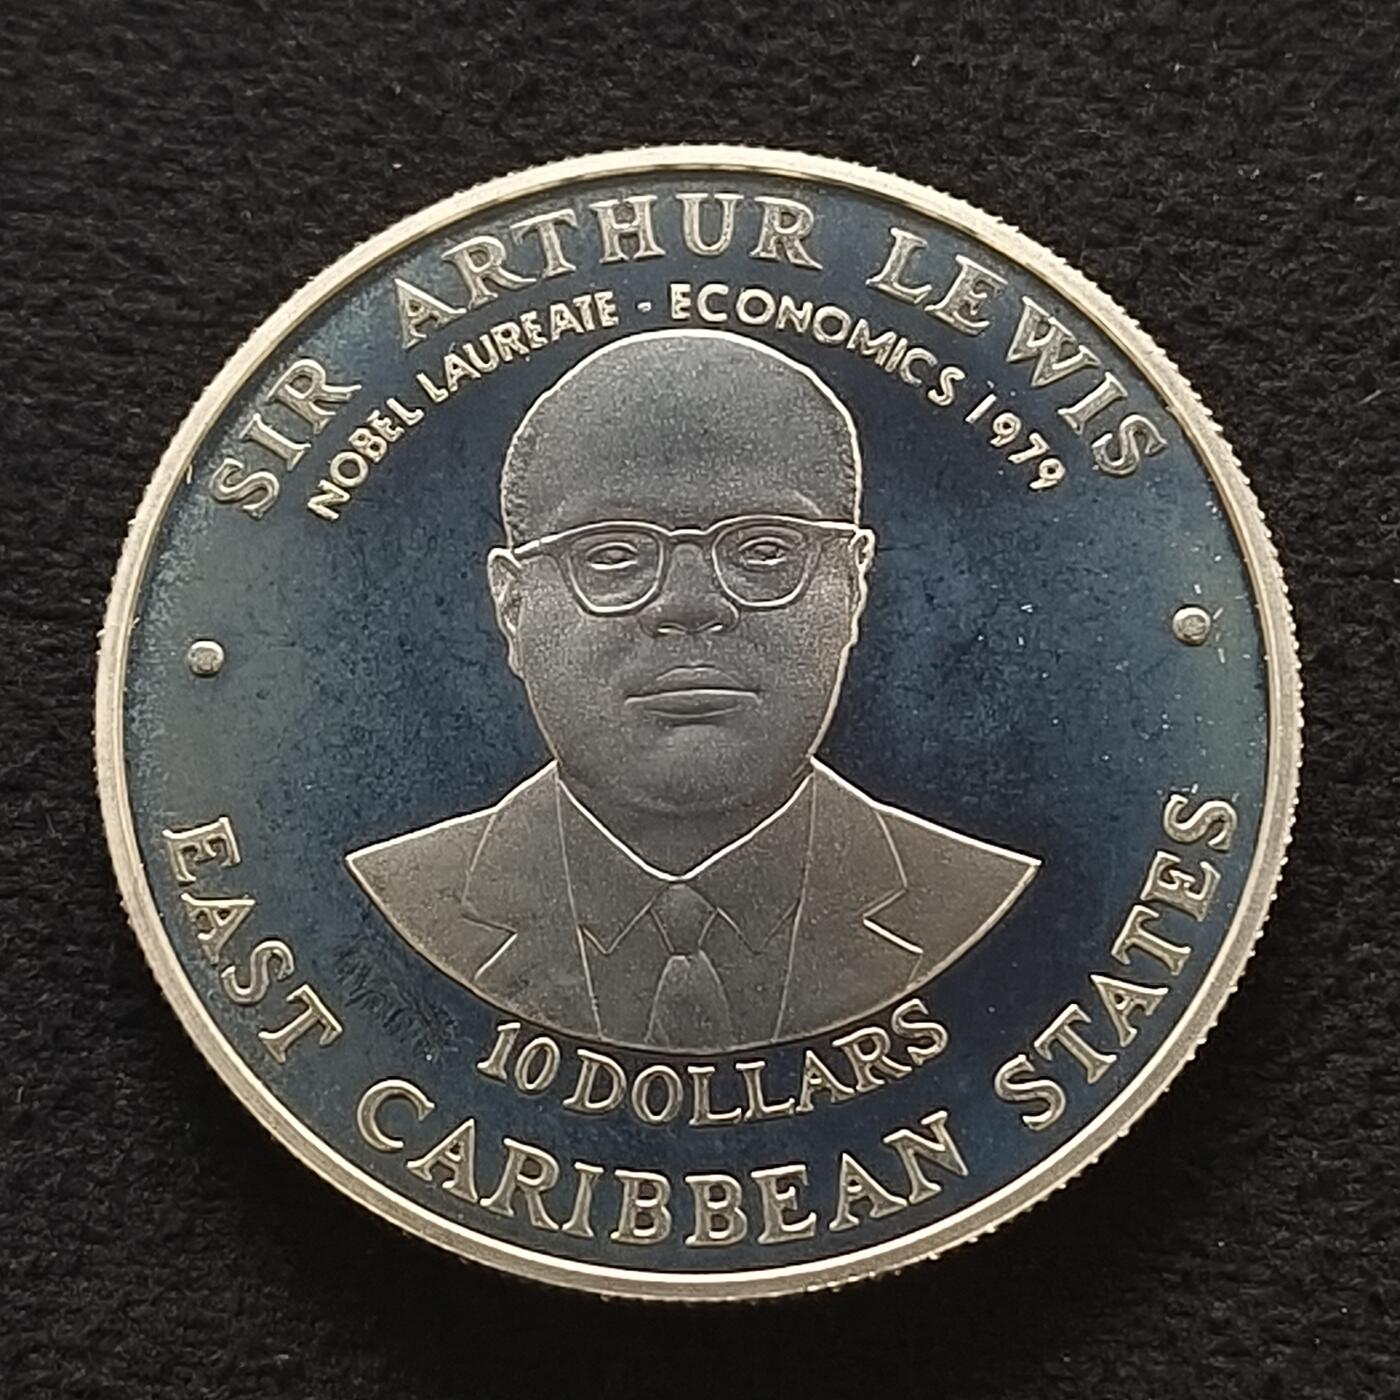 SIR ARTHUR LEWIS
NOBEL LAUREATE - ECONOMICS 1979
10 DOLLARS
EAST CARIBBEAN STATES